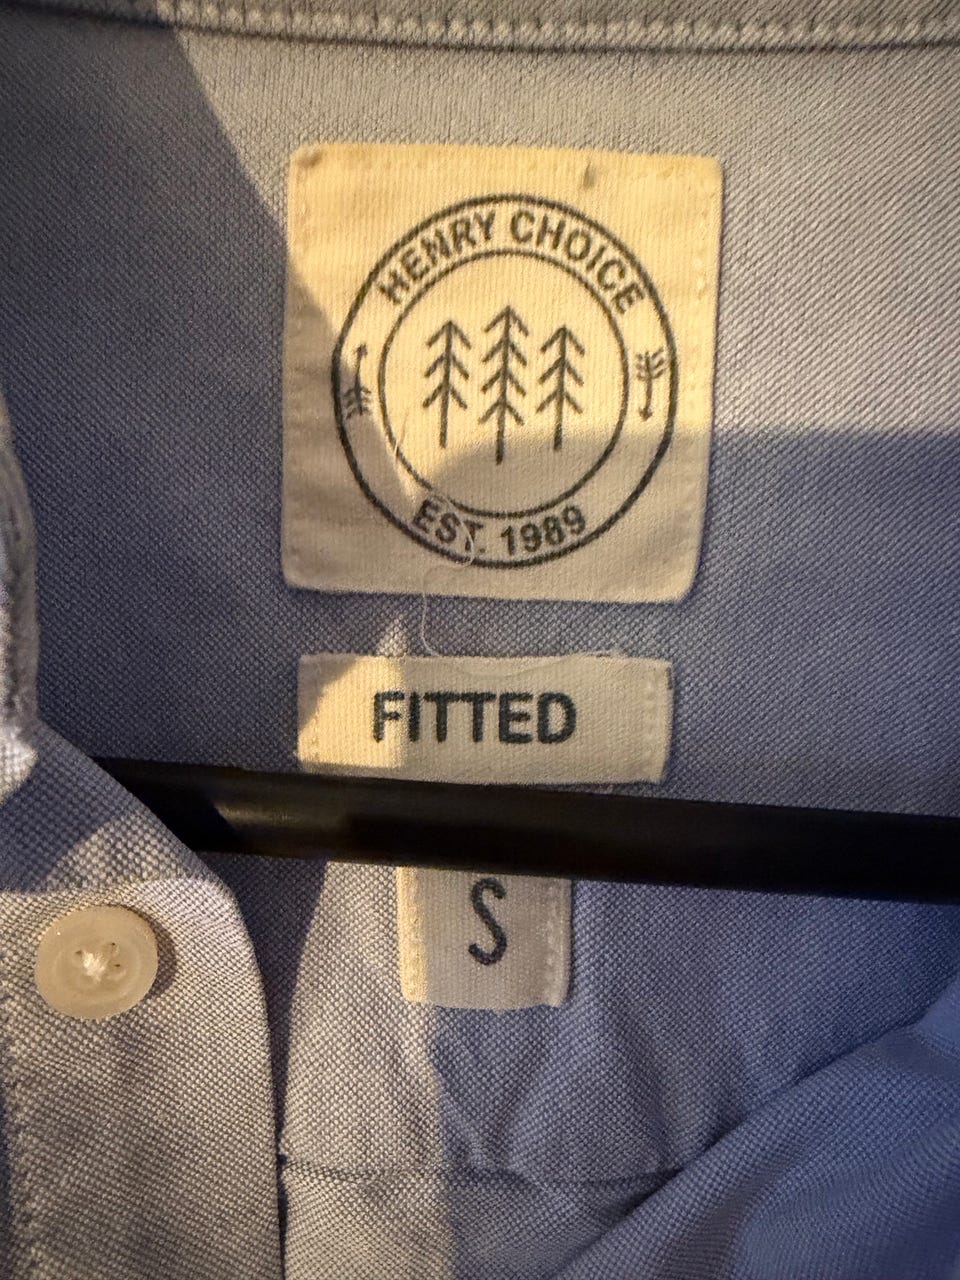 HENRY CHOICE
EST. 1989
FITTED
S